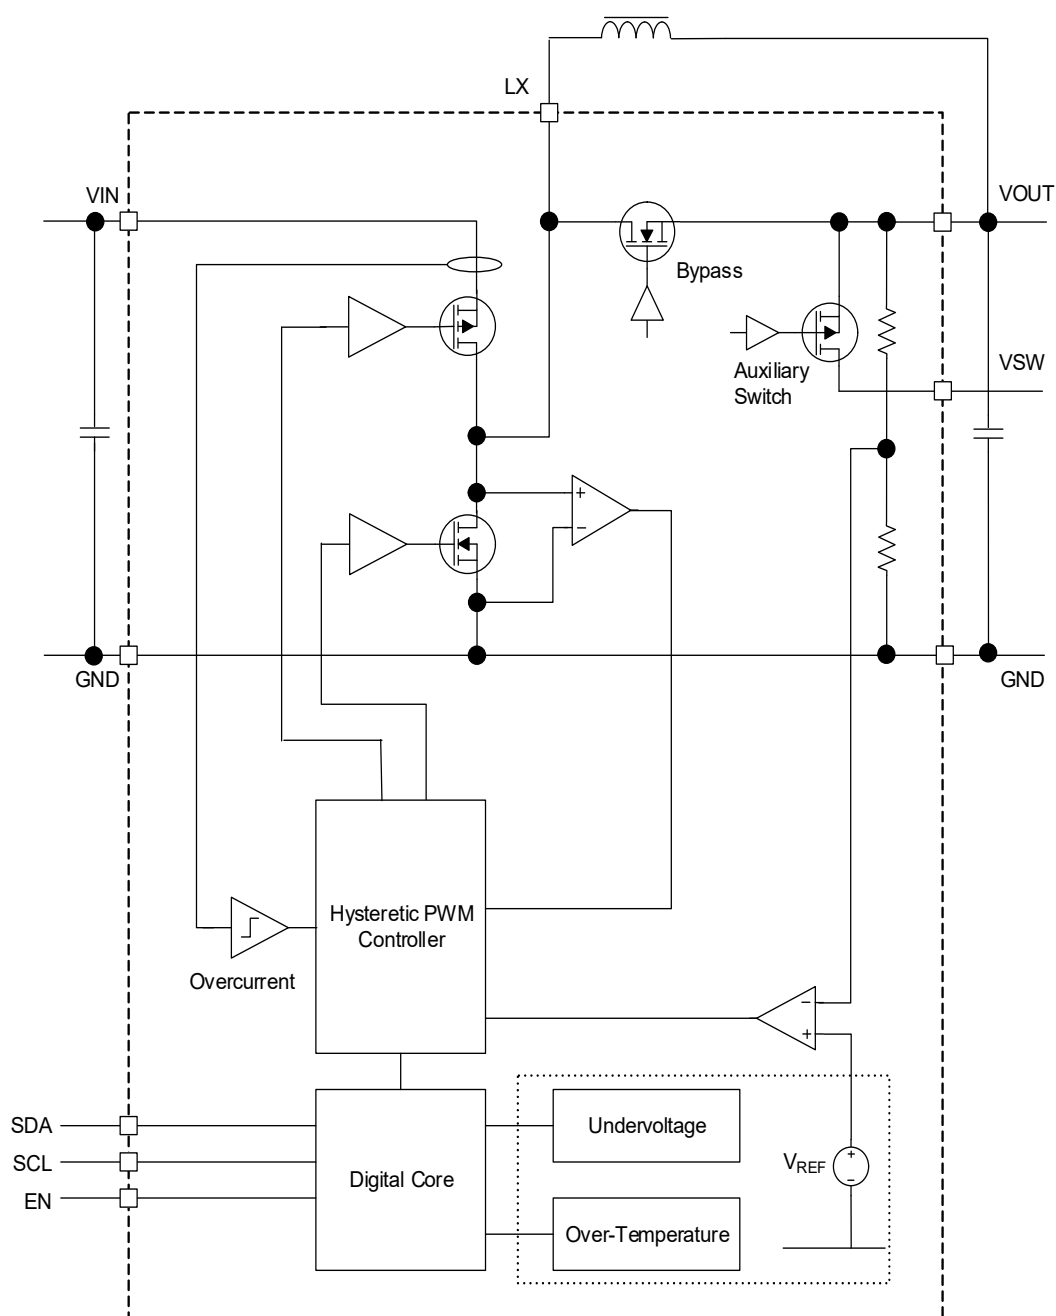 LX
VIN
VOUT
Bypass
Auxiliary
Switch
VSW
+
−
GND
GND
Hysteretic PWM
Controller
Overcurrent
−
+
SDA
SCL
EN
Digital Core
Undervoltage
Over-Temperature
VREF
+
−